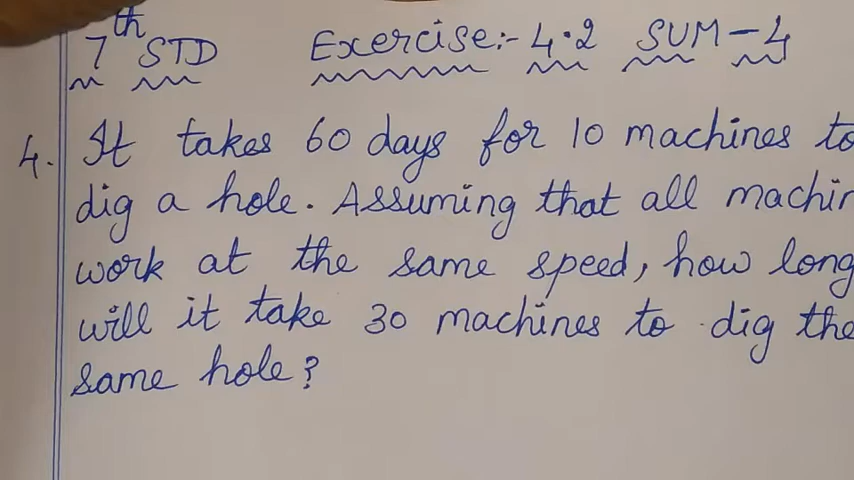 7th STD Exercise:- 4.2 SUM-4
4. It takes 60 days for 10 machines to
dig a hole. Assuming that all machin
work at the same speed, how long
will it take 30 machines to dig the
same hole?